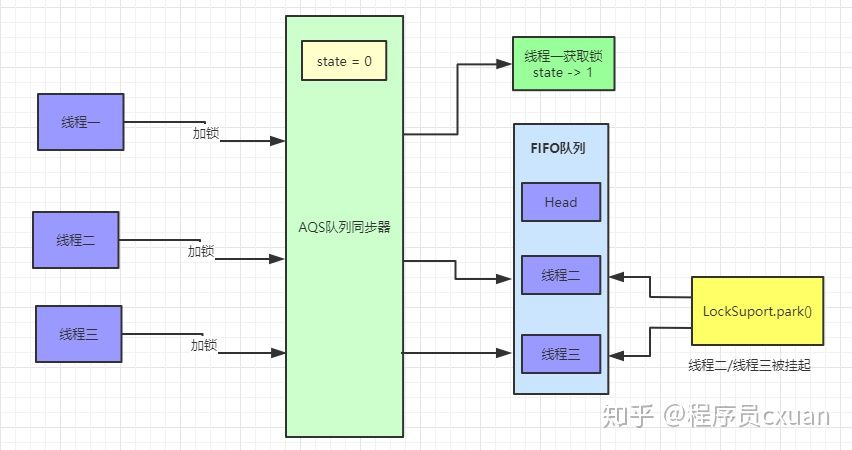 state = 0
线程一获取锁
state -> 1
线程一
加锁
FIFO队列
Head
AQS队列同步器
线程二
加锁
线程二
LockSuport.park()
线程三
加锁
线程三
线程二/线程三被挂起
知乎 @程序员cxuan